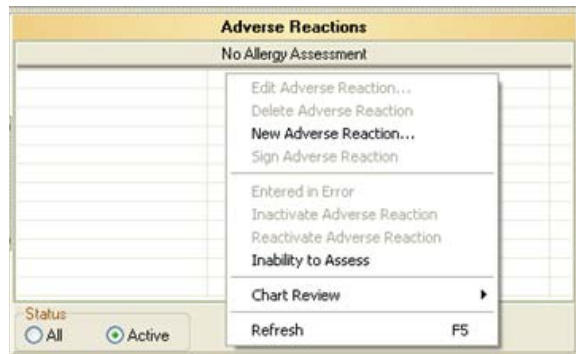 Adverse Reactions
No Allergy Assessment
Edit Adverse Reaction...
Delete Adverse Reaction
New Adverse Reaction...
Sign Adverse Reaction
Entered in Error
Inactivate Adverse Reaction
Reactivate Adverse Reaction
Inability to Assess
Chart Review
Refresh F5
Status
All Active